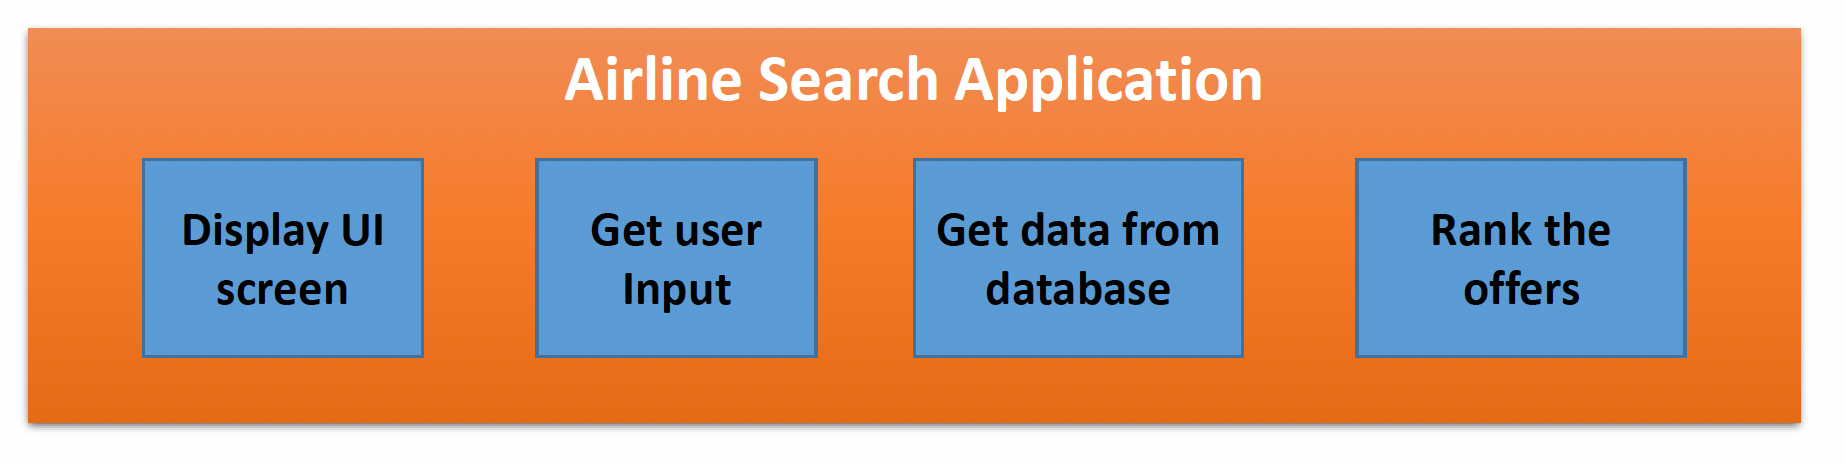 Airline Search Application
Display UI
screen
Get user
Input
Get data from
database
Rank the
offers